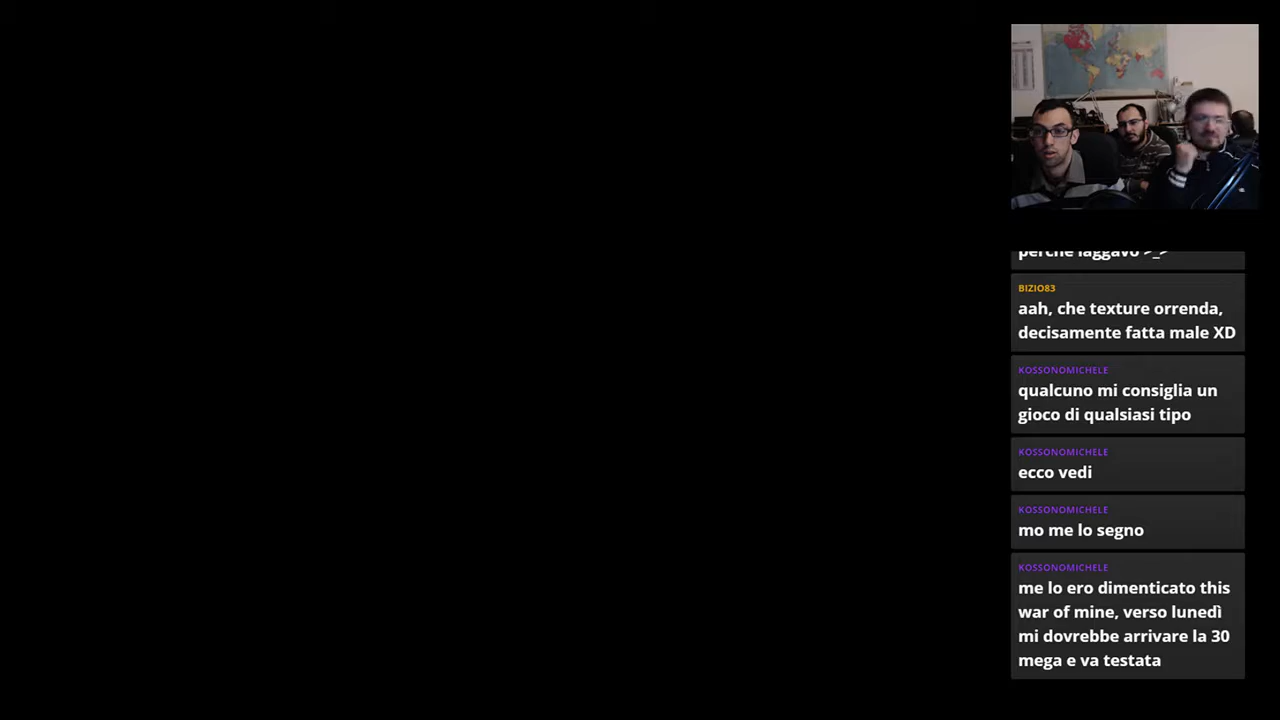 perché laggavo >_>
BIZIO83
aah, che texture orrenda,
decisamente fatta male XD
KOSSONOMICHELE
qualcuno mi consiglia un
gioco di qualsiasi tipo
KOSSONOMICHELE
ecco vedi
KOSSONOMICHELE
mo me lo segno
KOSSONOMICHELE
me lo ero dimenticato this
war of mine, verso lunedì
mi dovrebbe arrivare la 30
mega e va testata